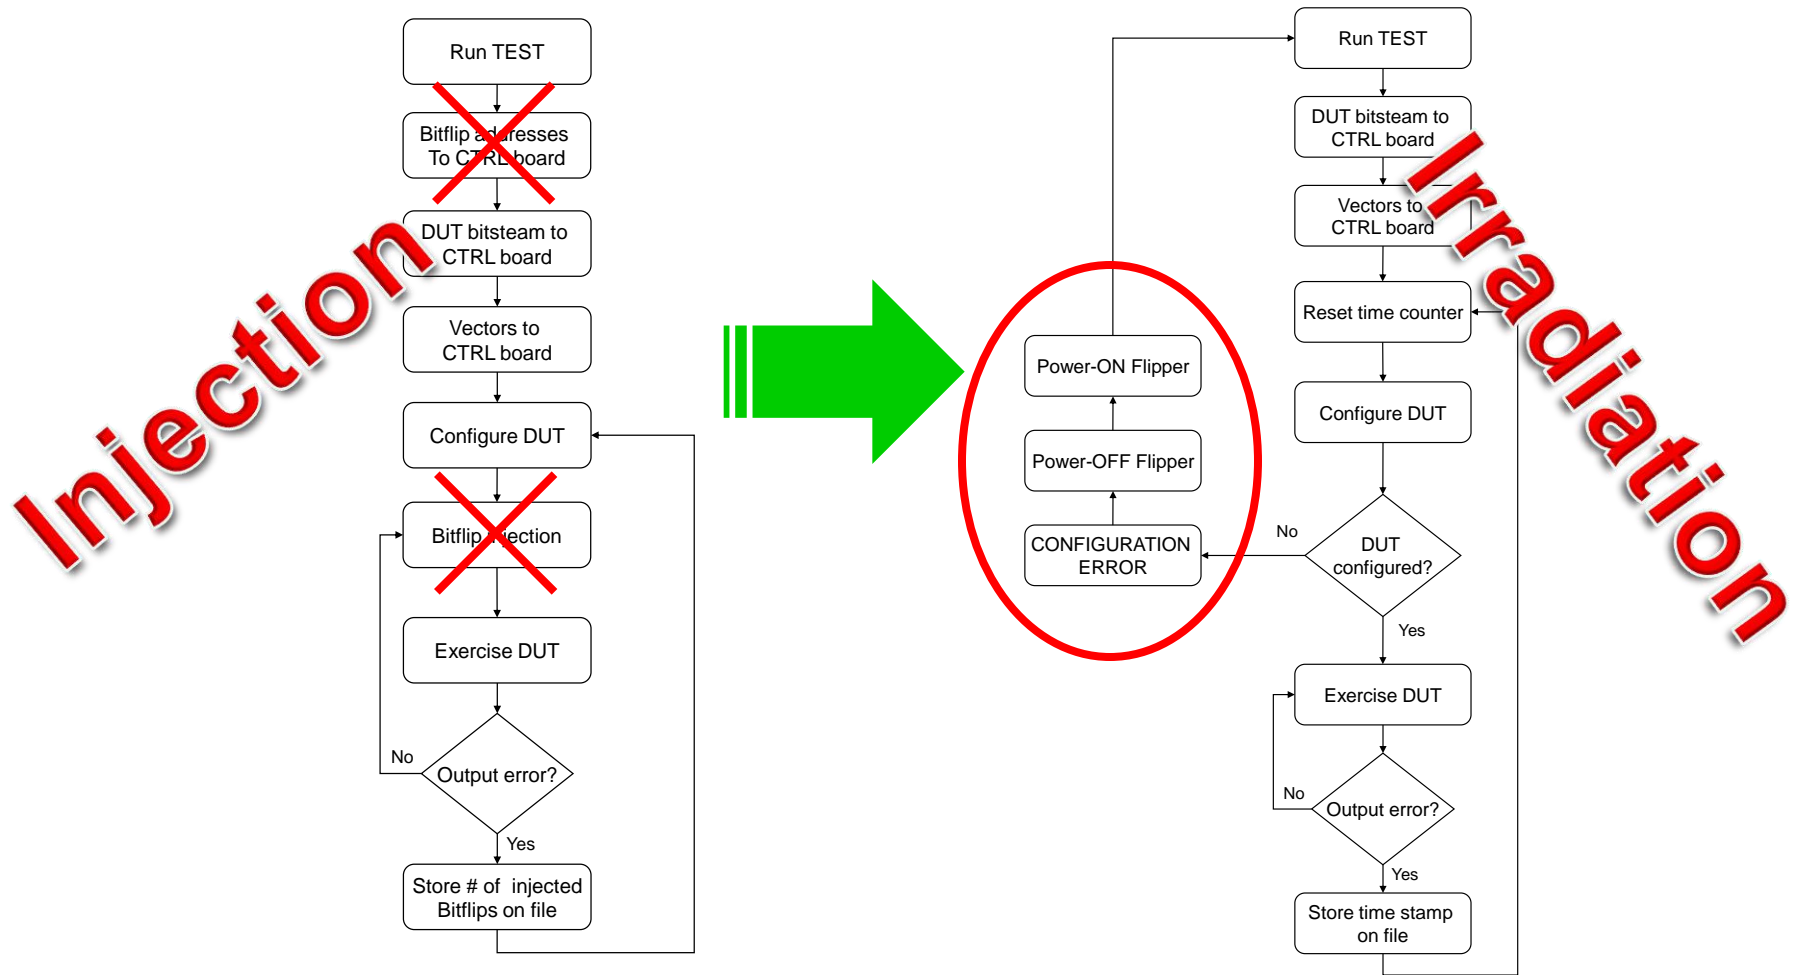 Injection
Run TEST
Bitflip addresses
To CTRL board
DUT bitsteam to
CTRL board
Vectors to
CTRL board
Configure DUT
Bitflip injection
Exercise DUT
No
Output error?
Yes
Store # of injected
Bitflips on file
Irradiation
Run TEST
DUT bitsteam to
CTRL board
Vectors to
CTRL board
Reset time counter
Configure DUT
Power-ON Flipper
Power-OFF Flipper
CONFIGURATION
ERROR
No
DUT
configured?
Yes
Exercise DUT
No
Output error?
Yes
Store time stamp
on file